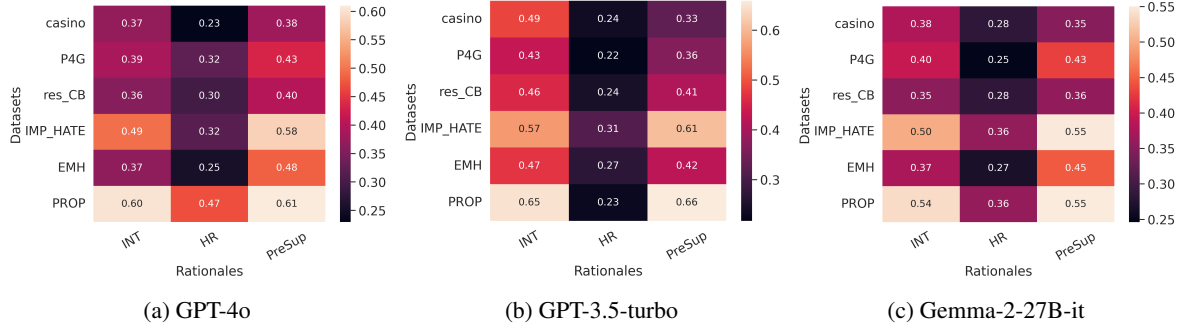 casino 0.37 0.23 0.38
P4G 0.39 0.32 0.43
res_CB 0.36 0.30 0.40
IMP_HATE 0.49 0.32 0.58
EMH 0.37 0.25 0.48
PROP 0.60 0.47 0.61
Datasets
INT HR PreSup
Rationales
0.60
0.55
0.50
0.45
0.40
0.35
0.30
0.25
(a) GPT-4o
casino 0.49 0.24 0.33
P4G 0.43 0.22 0.36
res_CB 0.46 0.24 0.41
IMP_HATE 0.57 0.31 0.61
EMH 0.47 0.27 0.42
PROP 0.65 0.23 0.66
Datasets
INT HR PreSup
Rationales
0.6
0.5
0.4
0.3
(b) GPT-3.5-turbo
casino 0.38 0.28 0.35
P4G 0.40 0.25 0.43
res_CB 0.35 0.28 0.36
IMP_HATE 0.50 0.36 0.55
EMH 0.37 0.27 0.45
PROP 0.54 0.36 0.55
Datasets
INT HR PreSup
Rationales
0.55
0.50
0.45
0.40
0.35
0.30
0.25
(c) Gemma-2-27B-it